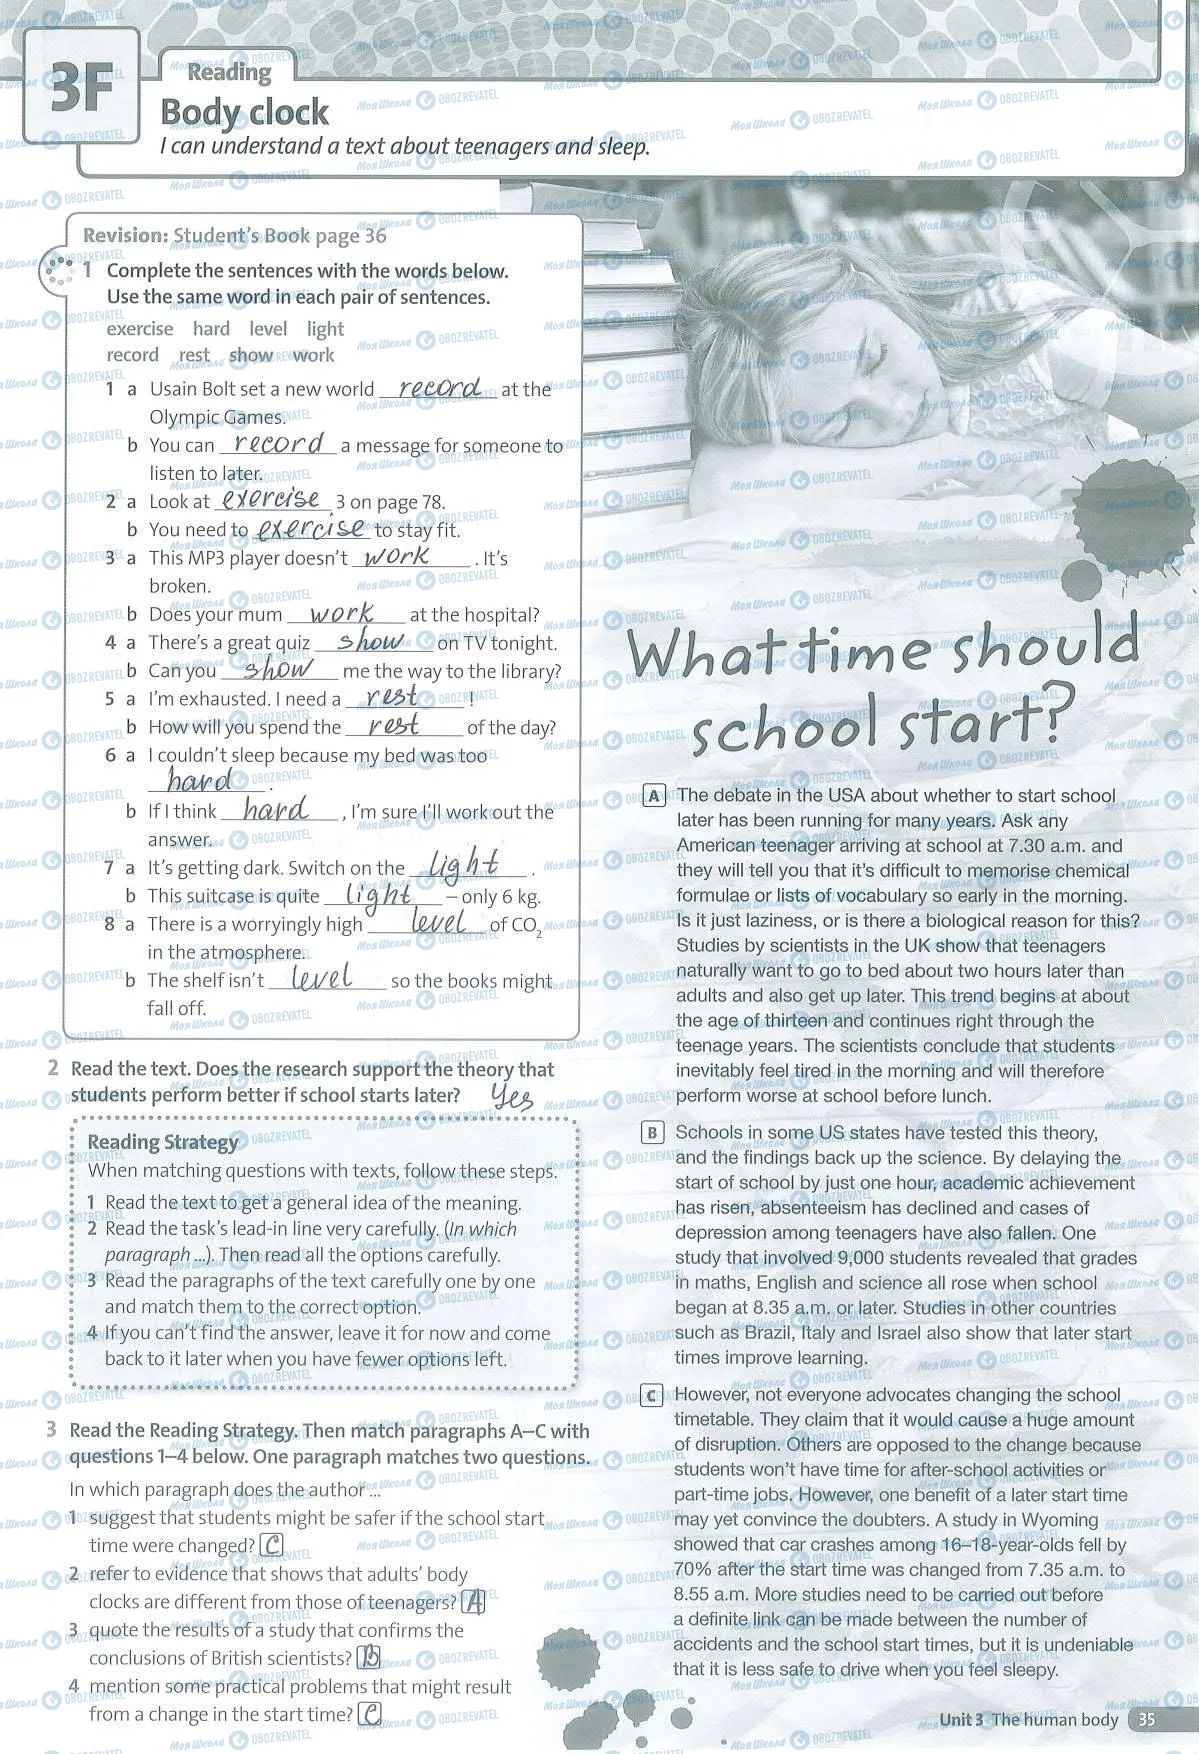 3F
Reading
Body clock
I can understand a text about teenagers and sleep.
Revision: Student's Book page 36
1 Complete the sentences with the words below.
Use the same word in each pair of sentences.
exercise hard level light
record rest show work
1 a Usain Bolt set a new world record at the
Olympic Games.
b You can record a message for someone to
listen to later.
2 a Look at exercise 3 on page 78.
b You need to exercise to stay fit.
3 a This MP3 player doesn't work . It's
broken.
b Does your mum work at the hospital?
4 a There's a great quiz show on TV tonight.
b Can you show me the way to the library?
5 a I'm exhausted. I need a rest !
b How will you spend the rest of the day?
6 a I couldn't sleep because my bed was too
hard .
b If I think hard , I'm sure I'll work out the
answer.
7 a It's getting dark. Switch on the light .
b This suitcase is quite light – only 6 kg.
8 a There is a worryingly high level of CO2
in the atmosphere.
b The shelf isn't level so the books might
fall off.
2 Read the text. Does the research support the theory that
students perform better if school starts later? Yes
Reading Strategy
When matching questions with texts, follow these steps.
1 Read the text to get a general idea of the meaning.
2 Read the task's lead-in line very carefully. (In which
paragraph ...). Then read all the options carefully.
3 Read the paragraphs of the text carefully one by one
and match them to the correct option.
4 If you can't find the answer, leave it for now and come
back to it later when you have fewer options left.
3 Read the Reading Strategy. Then match paragraphs A–C with
questions 1–4 below. One paragraph matches two questions.
In which paragraph does the author ...
1 suggest that students might be safer if the school start
time were changed? C
2 refer to evidence that shows that adults' body
clocks are different from those of teenagers? A
3 quote the results of a study that confirms the
conclusions of British scientists? B
4 mention some practical problems that might result
from a change in the start time? C
What time should
school start?
A The debate in the USA about whether to start school
later has been running for many years. Ask any
American teenager arriving at school at 7.30 a.m. and
they will tell you that it's difficult to memorise chemical
formulae or lists of vocabulary so early in the morning.
Is it just laziness, or is there a biological reason for this?
Studies by scientists in the UK show that teenagers
naturally want to go to bed about two hours later than
adults and also get up later. This trend begins at about
the age of thirteen and continues right through the
teenage years. The scientists conclude that students
inevitably feel tired in the morning and will therefore
perform worse at school before lunch.
B Schools in some US states have tested this theory,
and the findings back up the science. By delaying the
start of school by just one hour, academic achievement
has risen, absenteeism has declined and cases of
depression among teenagers have also fallen. One
study that involved 9,000 students revealed that grades
in maths, English and science all rose when school
began at 8.35 a.m. or later. Studies in other countries
such as Brazil, Italy and Israel also show that later start
times improve learning.
C However, not everyone advocates changing the school
timetable. They claim that it would cause a huge amount
of disruption. Others are opposed to the change because
students won't have time for after-school activities or
part-time jobs. However, one benefit of a later start time
may yet convince the doubters. A study in Wyoming
showed that car crashes among 16–18-year-olds fell by
70% after the start time was changed from 7.35 a.m. to
8.55 a.m. More studies need to be carried out before
a definite link can be made between the number of
accidents and the school start times, but it is undeniable
that it is less safe to drive when you feel sleepy.
Unit 3 The human body 35
Моя Школа OBOZREVATEL